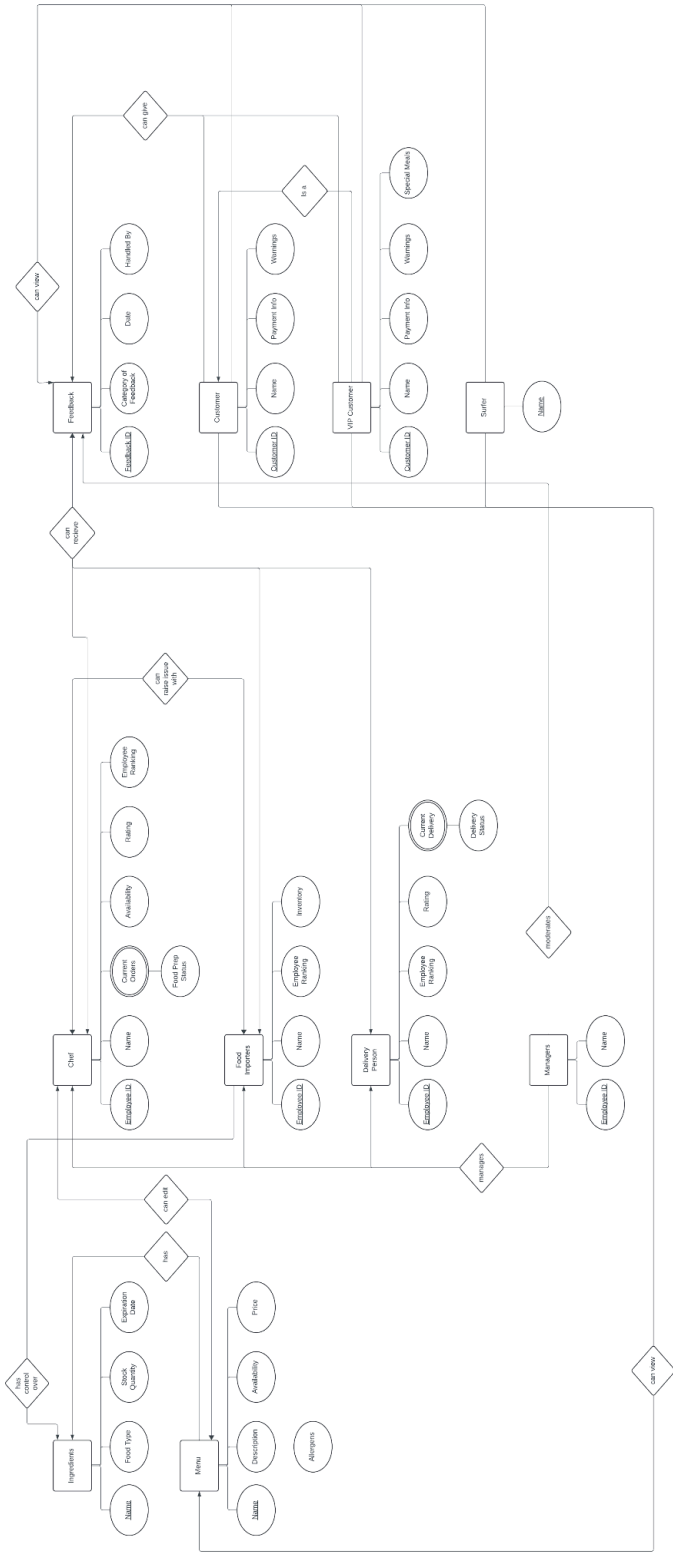 has
control
over
can view
Ingredients
Name
Food Type
Stock
Quantity
Expiration
Date
has
can edit
Menu
Name
Description
Availability
Price
Allergens
Chef
Employee ID
Name
Current
Orders
Food Prep
Status
Availability
Rating
Employee
Ranking
can
raise issue
with
Food
Importers
Employee ID
Name
Employee
Ranking
Inventory
Delivery
Person
Employee ID
Name
Employee
Ranking
Rating
Current
Delivery
Delivery
Status
manages
Managers
Employee ID
Name
moderates
can
recieve
Feedback
Feedback ID
Category of
Feedback
Date
Handled By
can give
Customer
Customer ID
Name
Payment Info
Warnings
Is a
VIP Customer
Customer ID
Name
Payment Info
Warnings
Special Meals
Surfer
Name
can view